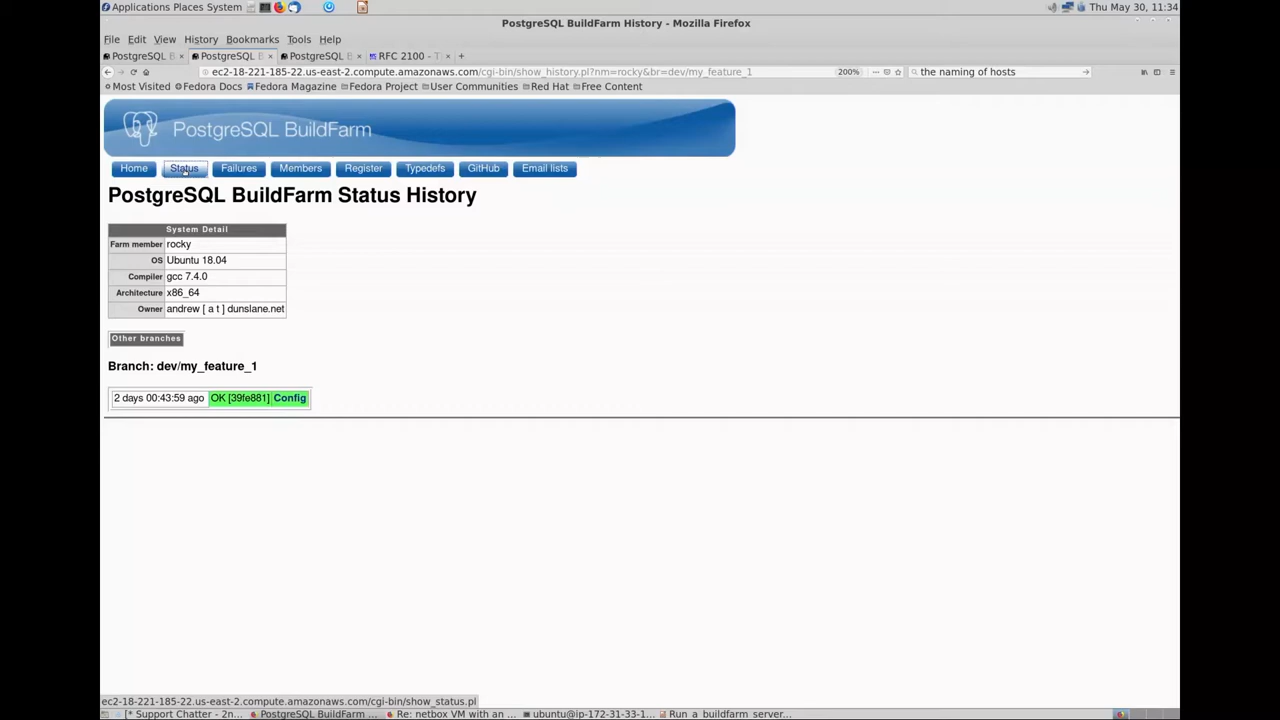 Applications Places System
Thu May 30, 11:34
PostgreSQL BuildFarm History - Mozilla Firefox
File Edit View History Bookmarks Tools Help
PostgreSQL B × PostgreSQL B × PostgreSQL B × RFC 2100 - T × +
ec2-18-221-185-22.us-east-2.compute.amazonaws.com/cgi-bin/show_history.pl?nm=rocky&br=dev/my_feature_1 200% the naming of hosts
Most Visited Fedora Docs Fedora Magazine Fedora Project User Communities Red Hat Free Content
PostgreSQL BuildFarm
Home Status Failures Members Register Typedefs GitHub Email lists
PostgreSQL BuildFarm Status History
System Detail
Farm member rocky
OS Ubuntu 18.04
Compiler gcc 7.4.0
Architecture x86_64
Owner andrew [ a t ] dunslane.net
Other branches
Branch: dev/my_feature_1
2 days 00:43:59 ago OK [39fe881] Config
ec2-18-221-185-22.us-east-2.compute.amazonaws.com/cgi-bin/show_status.pl
[* Support Chatter - 2n... PostgreSQL BuildFarm ... Re: netbox VM with an ... ubuntu@ip-172-31-33-1... Run a buildfarm server...